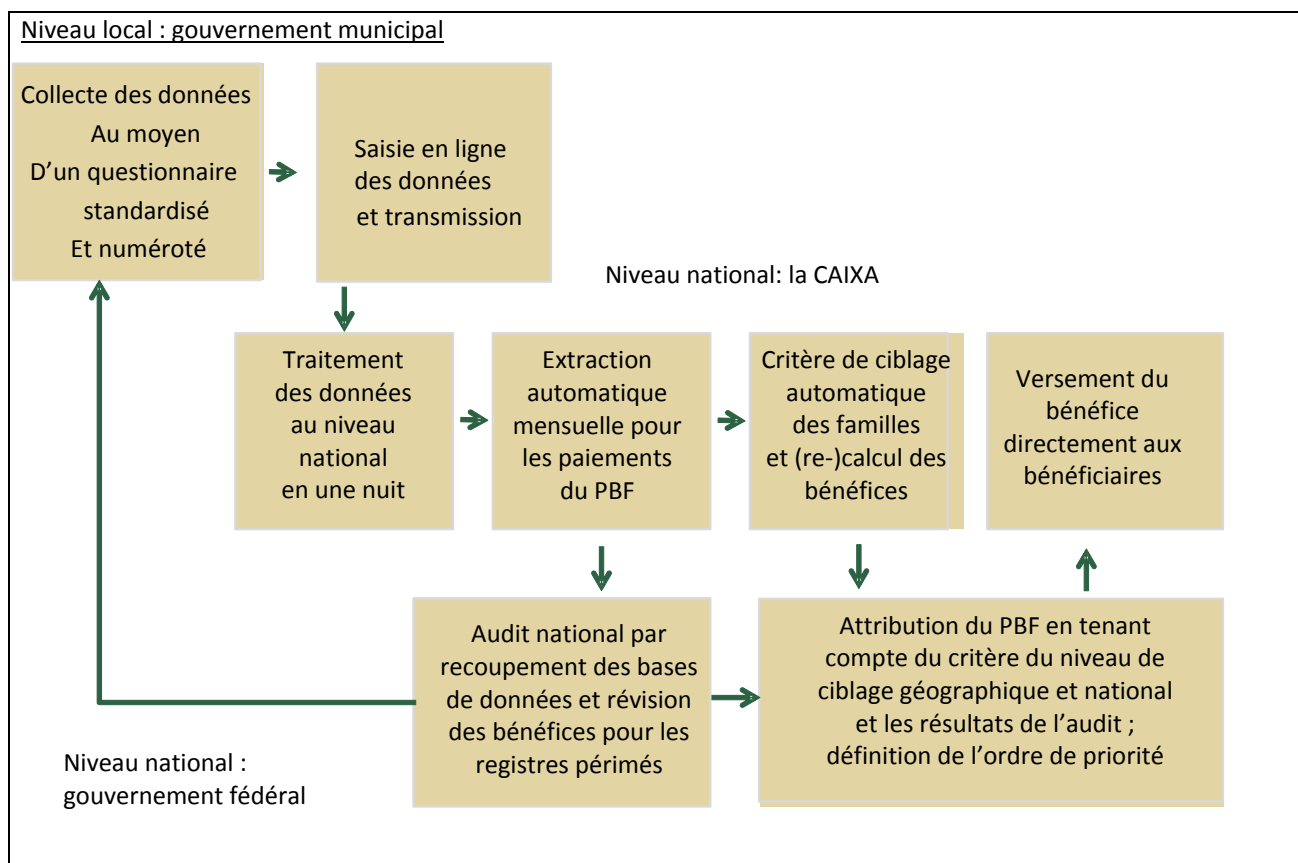 Niveau local : gouvernement municipal
Collecte des données
Au moyen
D’un questionnaire
standardisé
Et numéroté
Saisie en ligne
des données
et transmission
Niveau national: la CAIXA
Traitement
des données
au niveau
national
en une nuit
Extraction
automatique
mensuelle pour
les paiements
du PBF
Critère de ciblage
automatique
des familles
et (re-)calcul des
bénéfices
Versement du
bénéfice
directement aux
bénéficiaires
Audit national par
recoupement des bases
de données et révision
des bénéfices pour les
registres périmés
Attribution du PBF en tenant
compte du critère du niveau de
ciblage géographique et national
et les résultats de l’audit ;
définition de l’ordre de priorité
Niveau national :
gouvernement fédéral